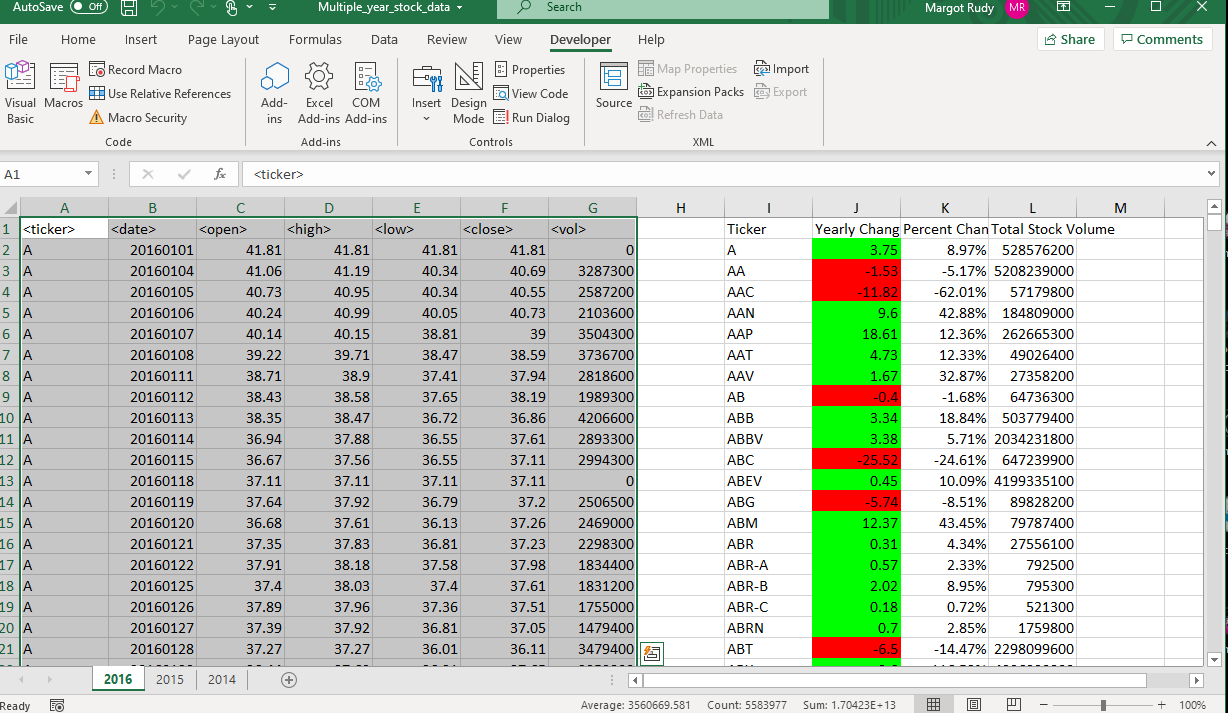 AutoSave Off Multiple_year_stock_data Search Margot Rudy MR
File Home Insert Page Layout Formulas Data Review View Developer Help Share Comments
Visual Basic Macros Record Macro Use Relative References Macro Security
Add-ins Excel Add-ins COM Add-ins
Insert Design Mode Properties View Code Run Dialog
Source Map Properties Expansion Packs Refresh Data Import Export
Code Add-ins Controls XML
A1 fx <ticker>
A B C D E F G H I J K L M
1 <ticker> <date> <open> <high> <low> <close> <vol> Ticker Yearly Chang Percent Chan Total Stock Volume
2 A 20160101 41.81 41.81 41.81 41.81 0 A 3.75 8.97% 528576200
3 A 20160104 41.06 41.19 40.34 40.69 3287300 AA -1.53 -5.17% 5208239000
4 A 20160105 40.73 40.95 40.34 40.55 2587200 AAC -11.82 -62.01% 57179800
5 A 20160106 40.24 40.99 40.05 40.73 2103600 AAN 9.6 42.88% 184809000
6 A 20160107 40.14 40.15 38.81 39 3504300 AAP 18.61 12.36% 262665300
7 A 20160108 39.22 39.71 38.47 38.59 3736700 AAT 4.73 12.33% 49026400
8 A 20160111 38.71 38.9 37.41 37.94 2818600 AAV 1.67 32.87% 27358200
9 A 20160112 38.43 38.58 37.65 38.19 1989300 AB -0.4 -1.68% 64736300
10 A 20160113 38.35 38.47 36.72 36.86 4206600 ABB 3.34 18.84% 503779400
11 A 20160114 36.94 37.88 36.55 37.61 2893300 ABBV 3.38 5.71% 2034231800
12 A 20160115 36.67 37.56 36.55 37.11 2994300 ABC -25.52 -24.61% 647239900
13 A 20160118 37.11 37.11 37.11 37.11 0 ABEV 0.45 10.09% 4199335100
14 A 20160119 37.64 37.92 36.79 37.2 2506500 ABG -5.74 -8.51% 89828200
15 A 20160120 36.68 37.61 36.13 37.26 2469000 ABM 12.37 43.45% 79787400
16 A 20160121 37.35 37.83 36.81 37.23 2298300 ABR 0.31 4.34% 27556100
17 A 20160122 37.91 38.18 37.58 37.98 1834400 ABR-A 0.57 2.33% 792500
18 A 20160125 37.4 38.03 37.4 37.61 1831200 ABR-B 2.02 8.95% 795300
19 A 20160126 37.89 37.96 37.36 37.51 1755000 ABR-C 0.18 0.72% 521300
20 A 20160127 37.39 37.92 36.81 37.05 1479400 ABRN 0.7 2.85% 1759800
21 A 20160128 37.27 37.27 36.01 36.11 3479400 ABT -6.5 -14.47% 2298099600
2016 2015 2014
Ready Average: 3560669.581 Count: 5583977 Sum: 1.70423E+13 100%